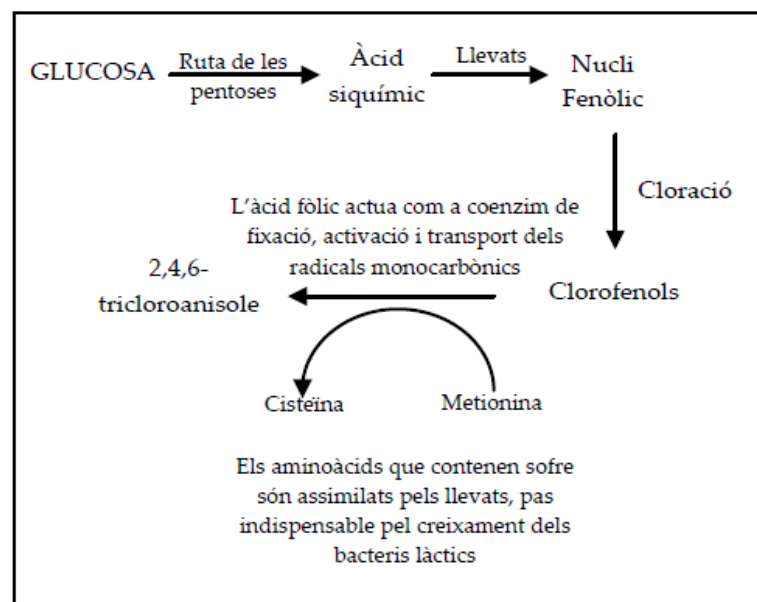 GLUCOSA
Ruta de les
pentoses
Àcid
siquímic
Llevats
Nucli
Fenòlic
Cloració
L'àcid fòlic actua com a coenzim de
fixació, activació i transport dels
radicals monocarbònics
2,4,6-
tricloroanisole
Clorofenols
Cisteïna
Metionina
Els aminoàcids que contenen sofre
són assimilats pels llevats, pas
indispensable pel creixament dels
bacteris làctics